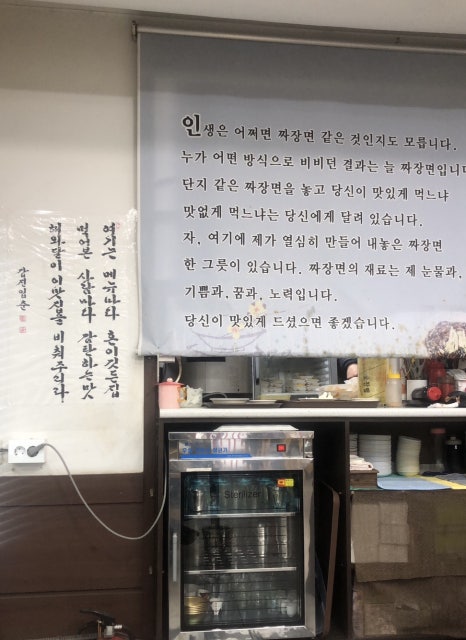 인생은 어쩌면 짜장면 같은 것인지도 모릅니다.
누가 어떤 방식으로 비비던 결과는 늘 짜장면입니다
단지 같은 짜장면을 놓고 당신이 맛있게 먹느냐
맛없게 먹느냐는 당신에게 달려 있습니다.
자, 여기에 제가 열심히 만들어 내놓은 짜장면
한 그릇이 있습니다. 짜장면의 재료는 제 눈물과,
기쁨과, 꿈과, 노력입니다.
당신이 맛있게 드셨으면 좋겠습니다.
여기는 메뉴마다 혼이 깃든 집
먹어본 사람마다 감탄하는 맛
해와 달이 이 맛집을 비춰주리라.
Sterilizer